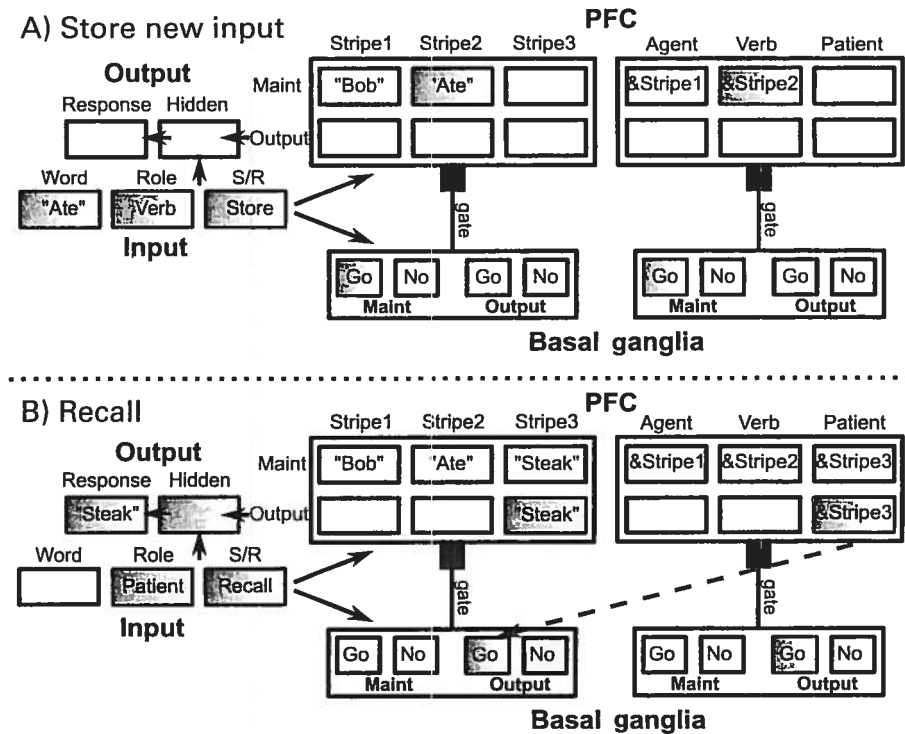 A) Store new input
PFC
Stripe1 Stripe2 Stripe3 Agent Verb Patient
Output
Response Hidden
Maint "Bob" "Ate" &Stripe1 &Stripe2
Output
Word Role S/R
"Ate" Verb Store
Input
gate gate
Go No Go No Go No Go No
Maint Output Maint Output
Basal ganglia
B) Recall
PFC
Stripe1 Stripe2 Stripe3 Agent Verb Patient
Output
Response Hidden
Maint "Bob" "Ate" "Steak" &Stripe1 &Stripe2 &Stripe3
"Steak" Output "Steak" &Stripe3
Word Role S/R
Patient Recall
Input
gate gate
Go No Go No Go No Go No
Maint Output Maint Output
Basal ganglia